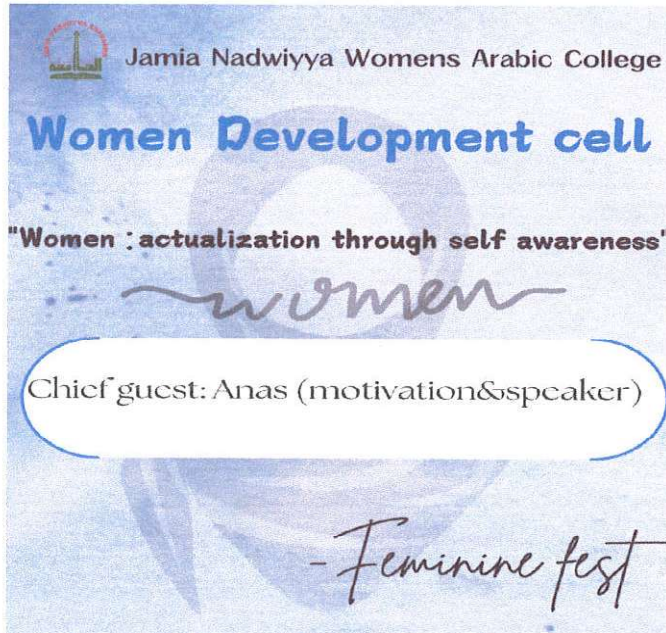 Jamia Nadwiyya Womens Arabic College
Women Development cell
"Women : actualization through self awareness"
women
Chief guest: Anas (motivation&speaker)
- Feminine fest